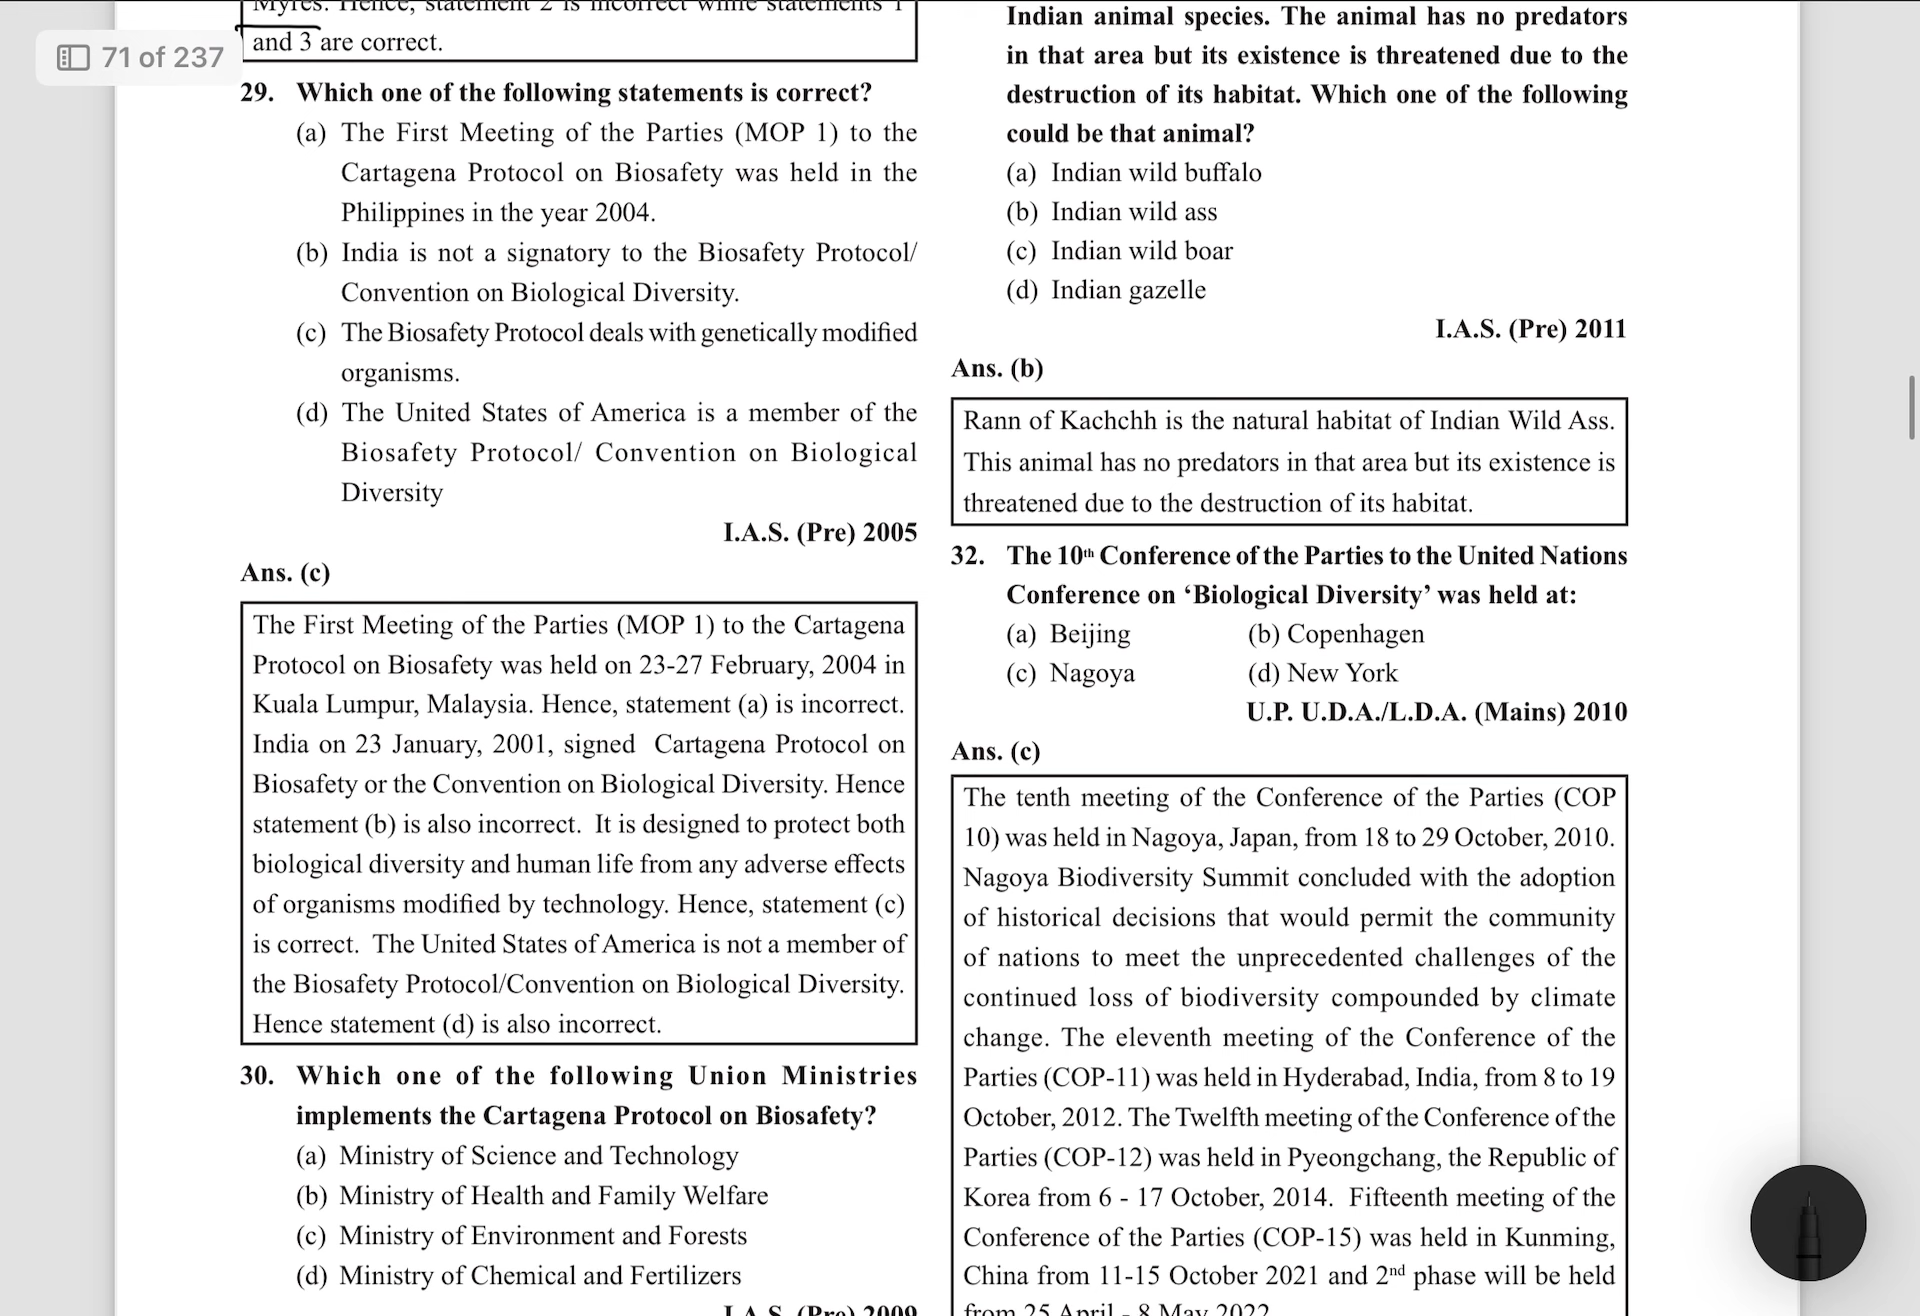 Myres. Hence, statement 2 is incorrect while statements 1
and 3 are correct.
71 of 237
29. Which one of the following statements is correct?
(a) The First Meeting of the Parties (MOP 1) to the
Cartagena Protocol on Biosafety was held in the
Philippines in the year 2004.
(b) India is not a signatory to the Biosafety Protocol/
Convention on Biological Diversity.
(c) The Biosafety Protocol deals with genetically modified
organisms.
(d) The United States of America is a member of the
Biosafety Protocol/ Convention on Biological
Diversity
I.A.S. (Pre) 2005
Ans. (c)
The First Meeting of the Parties (MOP 1) to the Cartagena
Protocol on Biosafety was held on 23-27 February, 2004 in
Kuala Lumpur, Malaysia. Hence, statement (a) is incorrect.
India on 23 January, 2001, signed Cartagena Protocol on
Biosafety or the Convention on Biological Diversity. Hence
statement (b) is also incorrect. It is designed to protect both
biological diversity and human life from any adverse effects
of organisms modified by technology. Hence, statement (c)
is correct. The United States of America is not a member of
the Biosafety Protocol/Convention on Biological Diversity.
Hence statement (d) is also incorrect.
30. Which one of the following Union Ministries
implements the Cartagena Protocol on Biosafety?
(a) Ministry of Science and Technology
(b) Ministry of Health and Family Welfare
(c) Ministry of Environment and Forests
(d) Ministry of Chemical and Fertilizers
I.A.S. (Pre) 2009
Indian animal species. The animal has no predators
in that area but its existence is threatened due to the
destruction of its habitat. Which one of the following
could be that animal?
(a) Indian wild buffalo
(b) Indian wild ass
(c) Indian wild boar
(d) Indian gazelle
I.A.S. (Pre) 2011
Ans. (b)
Rann of Kachchh is the natural habitat of Indian Wild Ass.
This animal has no predators in that area but its existence is
threatened due to the destruction of its habitat.
32. The 10th Conference of the Parties to the United Nations
Conference on ‘Biological Diversity’ was held at:
(a) Beijing (b) Copenhagen
(c) Nagoya (d) New York
U.P. U.D.A./L.D.A. (Mains) 2010
Ans. (c)
The tenth meeting of the Conference of the Parties (COP
10) was held in Nagoya, Japan, from 18 to 29 October, 2010.
Nagoya Biodiversity Summit concluded with the adoption
of historical decisions that would permit the community
of nations to meet the unprecedented challenges of the
continued loss of biodiversity compounded by climate
change. The eleventh meeting of the Conference of the
Parties (COP-11) was held in Hyderabad, India, from 8 to 19
October, 2012. The Twelfth meeting of the Conference of the
Parties (COP-12) was held in Pyeongchang, the Republic of
Korea from 6 - 17 October, 2014. Fifteenth meeting of the
Conference of the Parties (COP-15) was held in Kunming,
China from 11-15 October 2021 and 2nd phase will be held
from 25 April - 8 May 2022